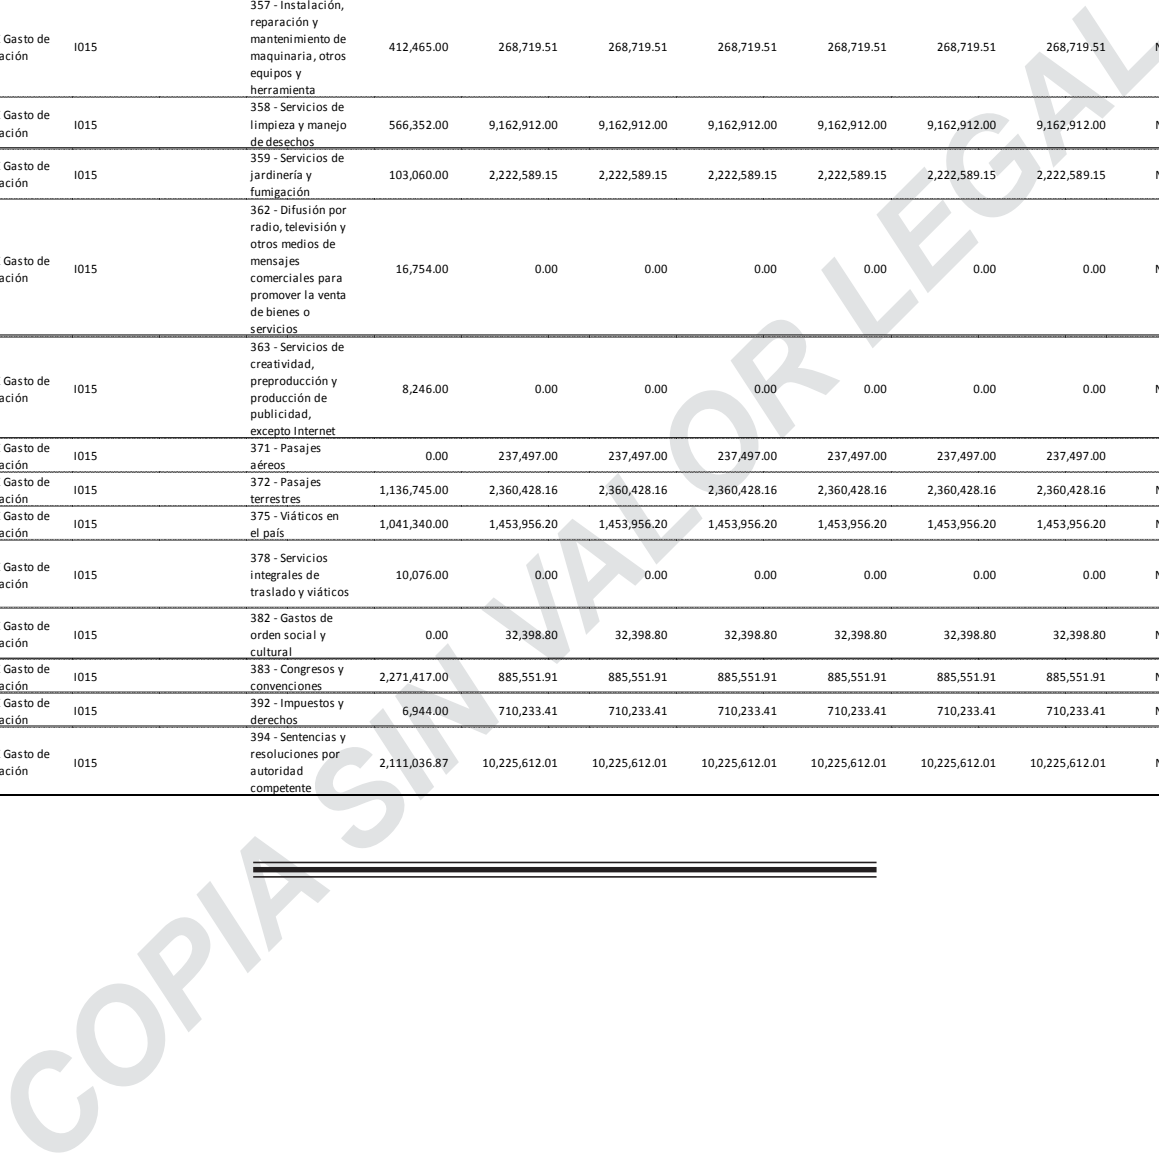 357 - Instalación,
reparación y
mantenimiento de
maquinaria, otros
equipos y
herramienta
Gasto de
ación
I015
412,465.00 268,719.51 268,719.51 268,719.51 268,719.51 268,719.51 268,719.51
Gasto de
ación
I015
358 - Servicios de
limpieza y manejo
de desechos
566,352.00 9,162,912.00 9,162,912.00 9,162,912.00 9,162,912.00 9,162,912.00 9,162,912.00
Gasto de
ación
I015
359 - Servicios de
jardinería y
fumigación
103,060.00 2,222,589.15 2,222,589.15 2,222,589.15 2,222,589.15 2,222,589.15 2,222,589.15
Gasto de
ación
I015
362 - Difusión por
radio, televisión y
otros medios de
mensajes
comerciales para
promover la venta
de bienes o
servicios
16,754.00 0.00 0.00 0.00 0.00 0.00 0.00
Gasto de
ación
I015
363 - Servicios de
creatividad,
preproducción y
producción de
publicidad,
excepto Internet
8,246.00 0.00 0.00 0.00 0.00 0.00 0.00
Gasto de
ación
I015
371 - Pasajes
aéreos
0.00 237,497.00 237,497.00 237,497.00 237,497.00 237,497.00 237,497.00
Gasto de
ación
I015
372 - Pasajes
terrestres
1,136,745.00 2,360,428.16 2,360,428.16 2,360,428.16 2,360,428.16 2,360,428.16 2,360,428.16
Gasto de
ación
I015
375 - Viáticos en
el país
1,041,340.00 1,453,956.20 1,453,956.20 1,453,956.20 1,453,956.20 1,453,956.20 1,453,956.20
Gasto de
ación
I015
378 - Servicios
integrales de
traslado y viáticos
10,076.00 0.00 0.00 0.00 0.00 0.00 0.00
Gasto de
ación
I015
382 - Gastos de
orden social y
cultural
0.00 32,398.80 32,398.80 32,398.80 32,398.80 32,398.80 32,398.80
Gasto de
ación
I015
383 - Congresos y
convenciones
2,271,417.00 885,551.91 885,551.91 885,551.91 885,551.91 885,551.91 885,551.91
Gasto de
ación
I015
392 - Impuestos y
derechos
6,944.00 710,233.41 710,233.41 710,233.41 710,233.41 710,233.41 710,233.41
Gasto de
ación
I015
394 - Sentencias y
resoluciones por
autoridad
competente
2,111,036.87 10,225,612.01 10,225,612.01 10,225,612.01 10,225,612.01 10,225,612.01 10,225,612.01
COPIA SIN VALOR LEGAL